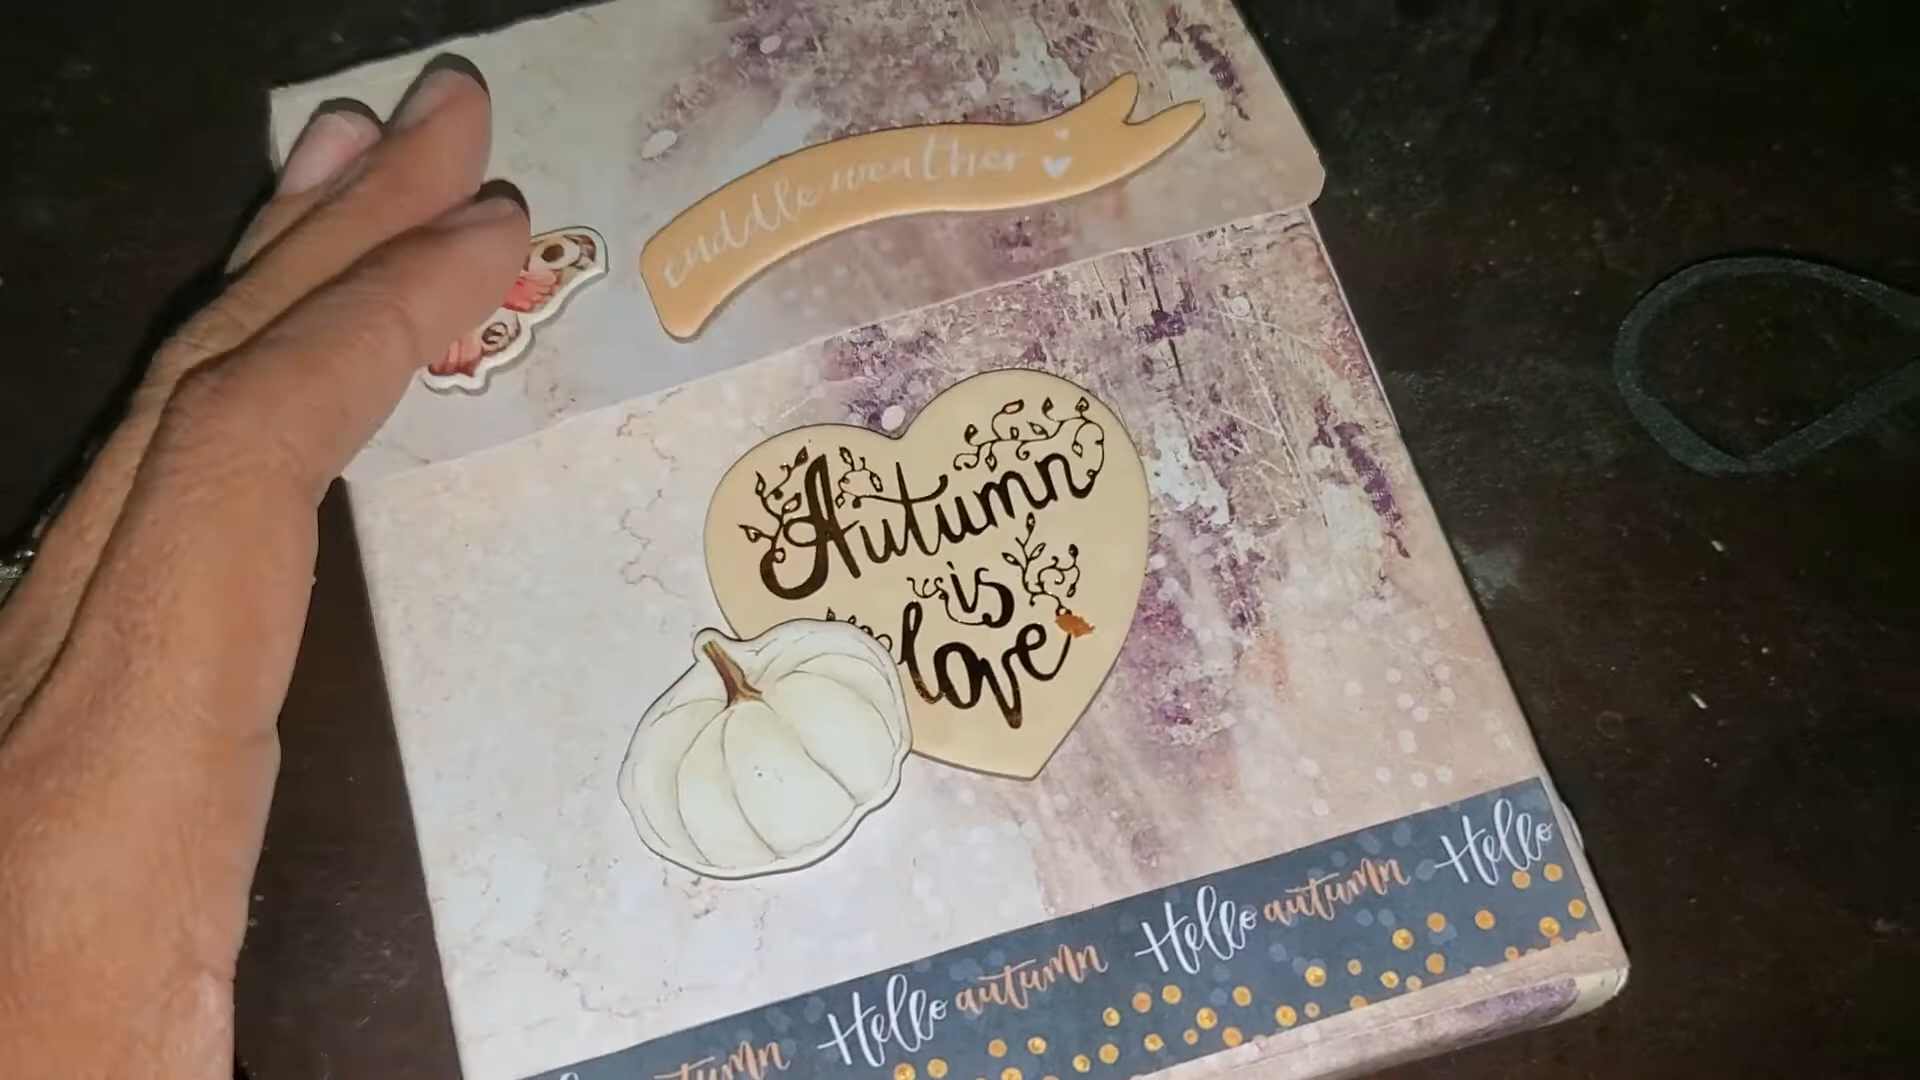 cuddle weather
Autumn
is
love
autumn Hello autumn Hello autumn Hello